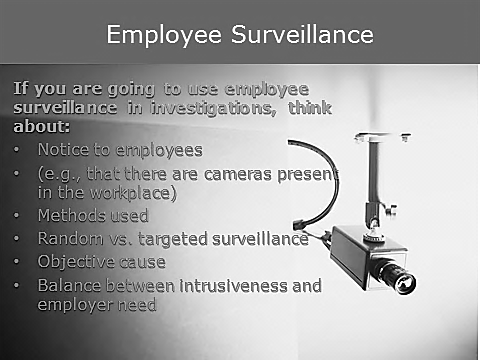 Employee Surveillance
If you are going to use employee
surveillance in investigations, think
about:
• Notice to employees
• (e.g., that there are cameras present
in the workplace)
• Methods used
• Random vs. targeted surveillance
• Objective cause
• Balance between intrusiveness and
employer need